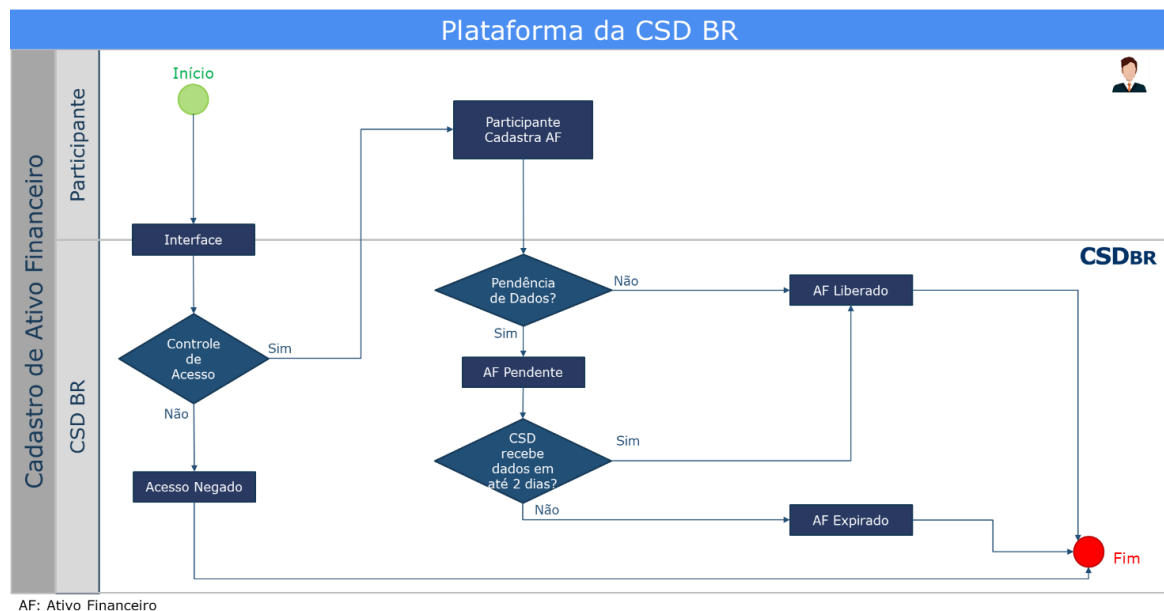 Plataforma da CSD BR
Cadastro de Ativo Financeiro
Participante
CSD BR
Início
Participante
Cadastra AF
Interface
CSDBR
Pendência
de Dados?
Não
AF Liberado
Sim
Controle
de
Acesso
Sim
AF Pendente
Não
CSD
recebe
dados em
até 2 dias?
Sim
Acesso Negado
Não
AF Expirado
Fim
AF: Ativo Financeiro